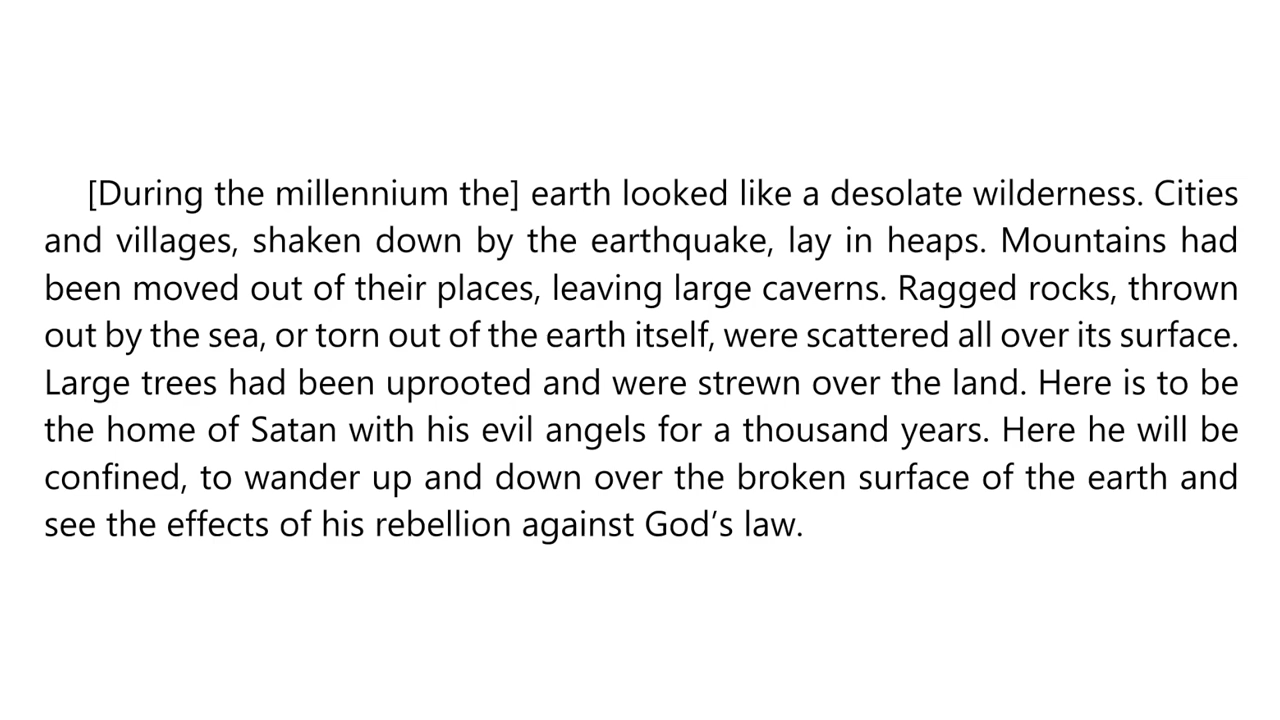 [During the millennium the] earth looked like a desolate wilderness. Cities
and villages, shaken down by the earthquake, lay in heaps. Mountains had
been moved out of their places, leaving large caverns. Ragged rocks, thrown
out by the sea, or torn out of the earth itself, were scattered all over its surface.
Large trees had been uprooted and were strewn over the land. Here is to be
the home of Satan with his evil angels for a thousand years. Here he will be
confined, to wander up and down over the broken surface of the earth and
see the effects of his rebellion against God’s law.